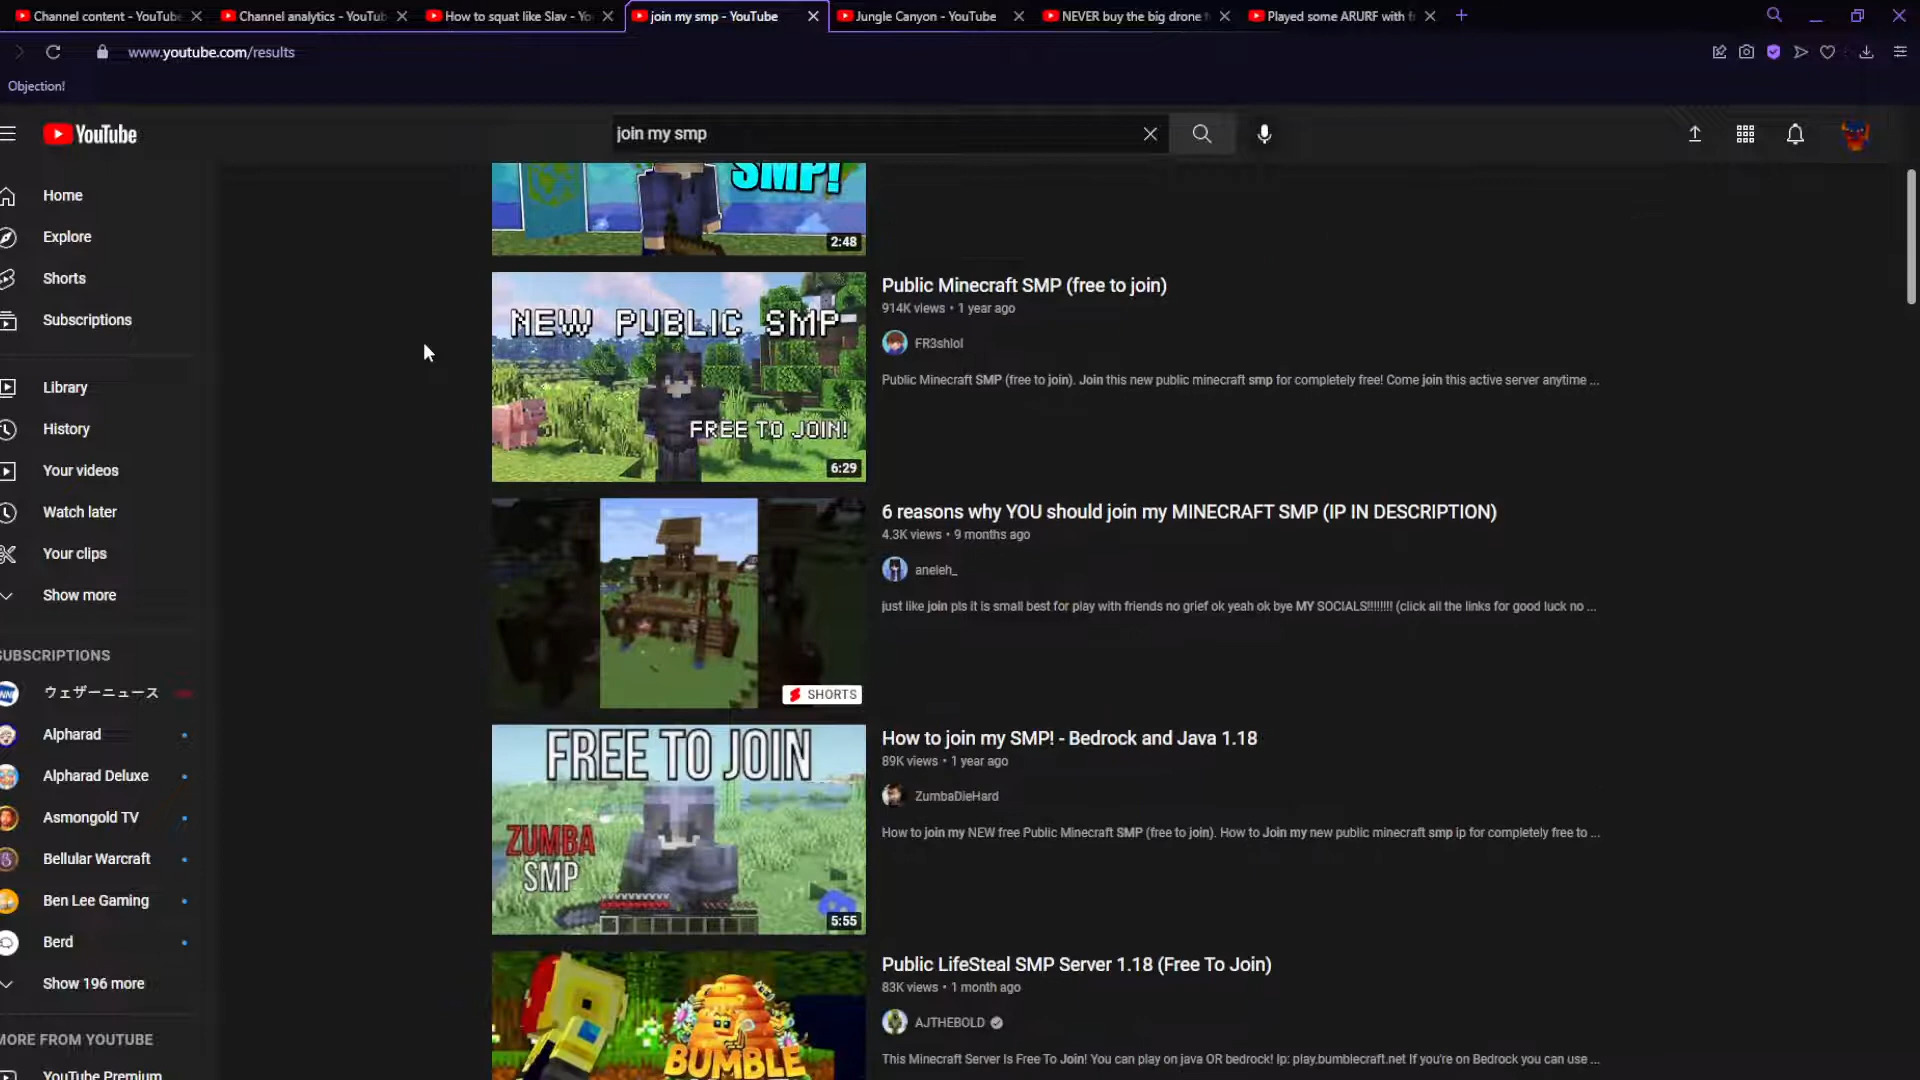 Channel content - YouTube
Channel analytics - YouTub
How to squat like Slav - Yo
join my smp - YouTube
Jungle Canyon - YouTube
NEVER buy the big drone
Played some ARURF with f
www.youtube.com/results
Objection!
YouTube
join my smp
Home
Explore
Shorts
Subscriptions
Library
History
Your videos
Watch later
Your clips
Show more
SUBSCRIPTIONS
ウェザーニュース
Alpharad
Alpharad Deluxe
Asmongold TV
Bellular Warcraft
Ben Lee Gaming
Berd
Show 196 more
MORE FROM YOUTUBE
YouTube Premium
SMP!
2:48
NEW PUBLIC SMP
FREE TO JOIN!
6:29
Public Minecraft SMP (free to join)
914K views • 1 year ago
FR3shlol
Public Minecraft SMP (free to join). Join this new public minecraft smp for completely free! Come join this active server anytime ...
SHORTS
6 reasons why YOU should join my MINECRAFT SMP (IP IN DESCRIPTION)
4.3K views • 9 months ago
aneleh_
just like join pls it is small best for play with friends no grief ok yeah ok bye MY SOCIALS!!!!!!!! (click all the links for good luck no ...
FREE TO JOIN
ZUMBA
SMP
5:55
How to join my SMP! - Bedrock and Java 1.18
89K views • 1 year ago
ZumbaDieHard
How to join my NEW free Public Minecraft SMP (free to join). How to Join my new public minecraft smp ip for completely free to ...
BUMBLE
Public LifeSteal SMP Server 1.18 (Free To Join)
83K views • 1 month ago
AJTHEBOLD
This Minecraft Server Is Free To Join! You can play on java OR bedrock! Ip: play.bumblecraft.net If you're on Bedrock you can use ...